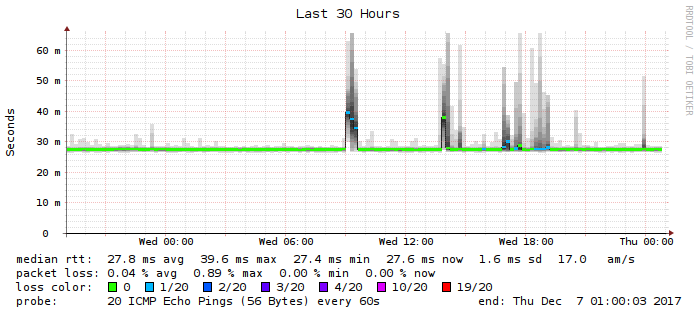 Last 30 Hours
RRDTOOL / TOBI OETIKER
Seconds
60 m
50 m
40 m
30 m
20 m
10 m
0
Wed 00:00 Wed 06:00 Wed 12:00 Wed 18:00 Thu 00:00
median rtt: 27.8 ms avg 39.6 ms max 27.4 ms min 27.6 ms now 1.6 ms sd 17.0 am/s
packet loss: 0.04 % avg 0.89 % max 0.00 % min 0.00 % now
loss color: 0 1/20 2/20 3/20 4/20 10/20 19/20
probe: 20 ICMP Echo Pings (56 Bytes) every 60s end: Thu Dec 7 01:00:03 2017